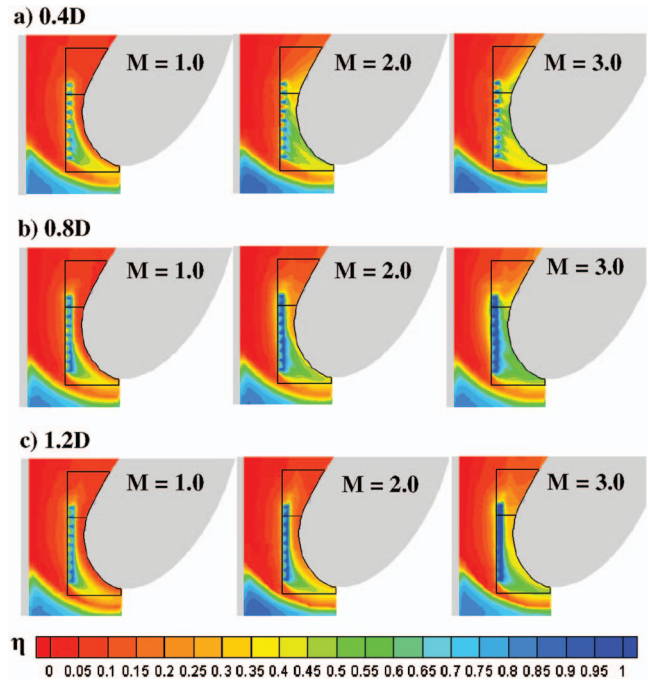 a) 0.4D
M = 1.0 M = 2.0 M = 3.0
b) 0.8D
M = 1.0 M = 2.0 M = 3.0
c) 1.2D
M = 1.0 M = 2.0 M = 3.0
η
0 0.05 0.1 0.15 0.2 0.25 0.3 0.35 0.4 0.45 0.5 0.55 0.6 0.65 0.7 0.75 0.8 0.85 0.9 0.95 1